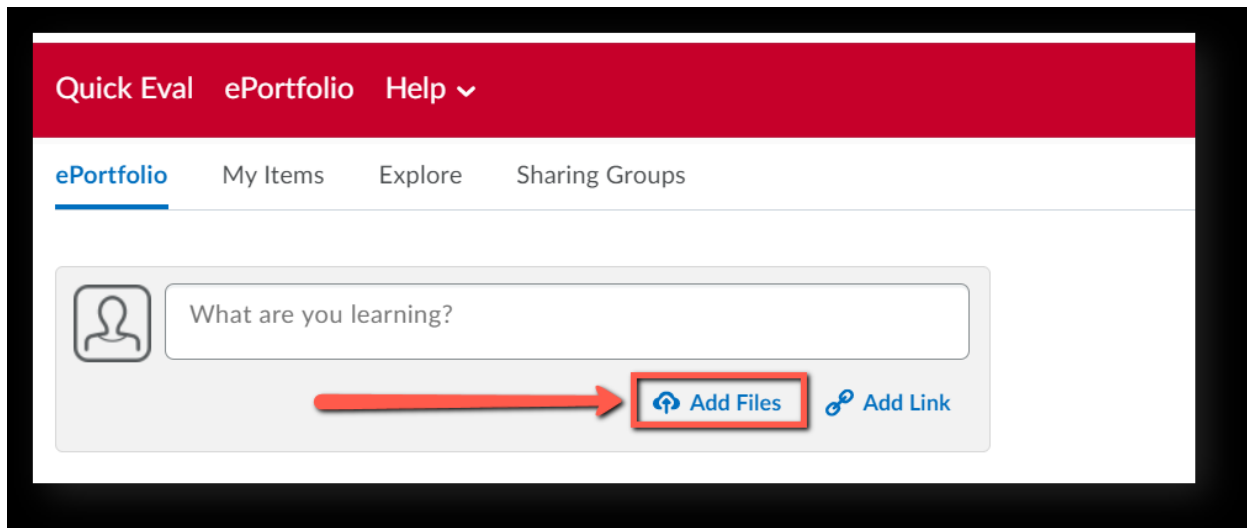 Quick Eval ePortfolio Help
ePortfolio My Items Explore Sharing Groups
What are you learning?
Add Files Add Link